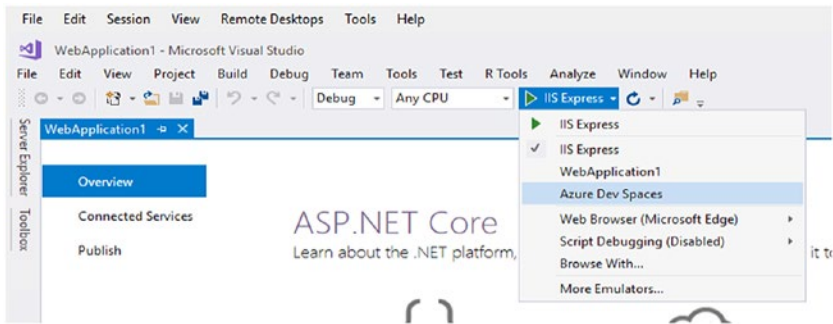 File Edit Session View Remote Desktops Tools Help
WebApplication1 - Microsoft Visual Studio
File Edit View Project Build Debug Team Tools Test R Tools Analyze Window Help
Debug Any CPU IIS Express
Server Explorer
Toolbox
WebApplication1
Overview
Connected Services
Publish
ASP.NET Core
Learn about the .NET platform,
it to
IIS Express
IIS Express
WebApplication1
Azure Dev Spaces
Web Browser (Microsoft Edge)
Script Debugging (Disabled)
Browse With...
More Emulators...